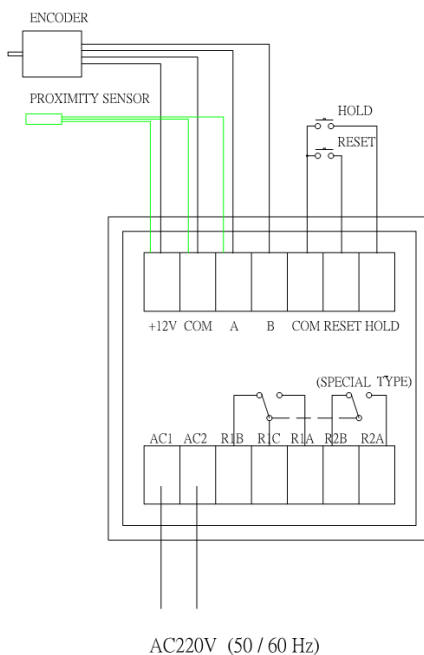 ENCODER
PROXIMITY SENSOR
HOLD
RESET
+12V COM A B COM RESET HOLD
(SPECIAL TYPE)
AC1 AC2 R1B R1C R1A R2B R2A
AC220V (50 / 60 Hz)